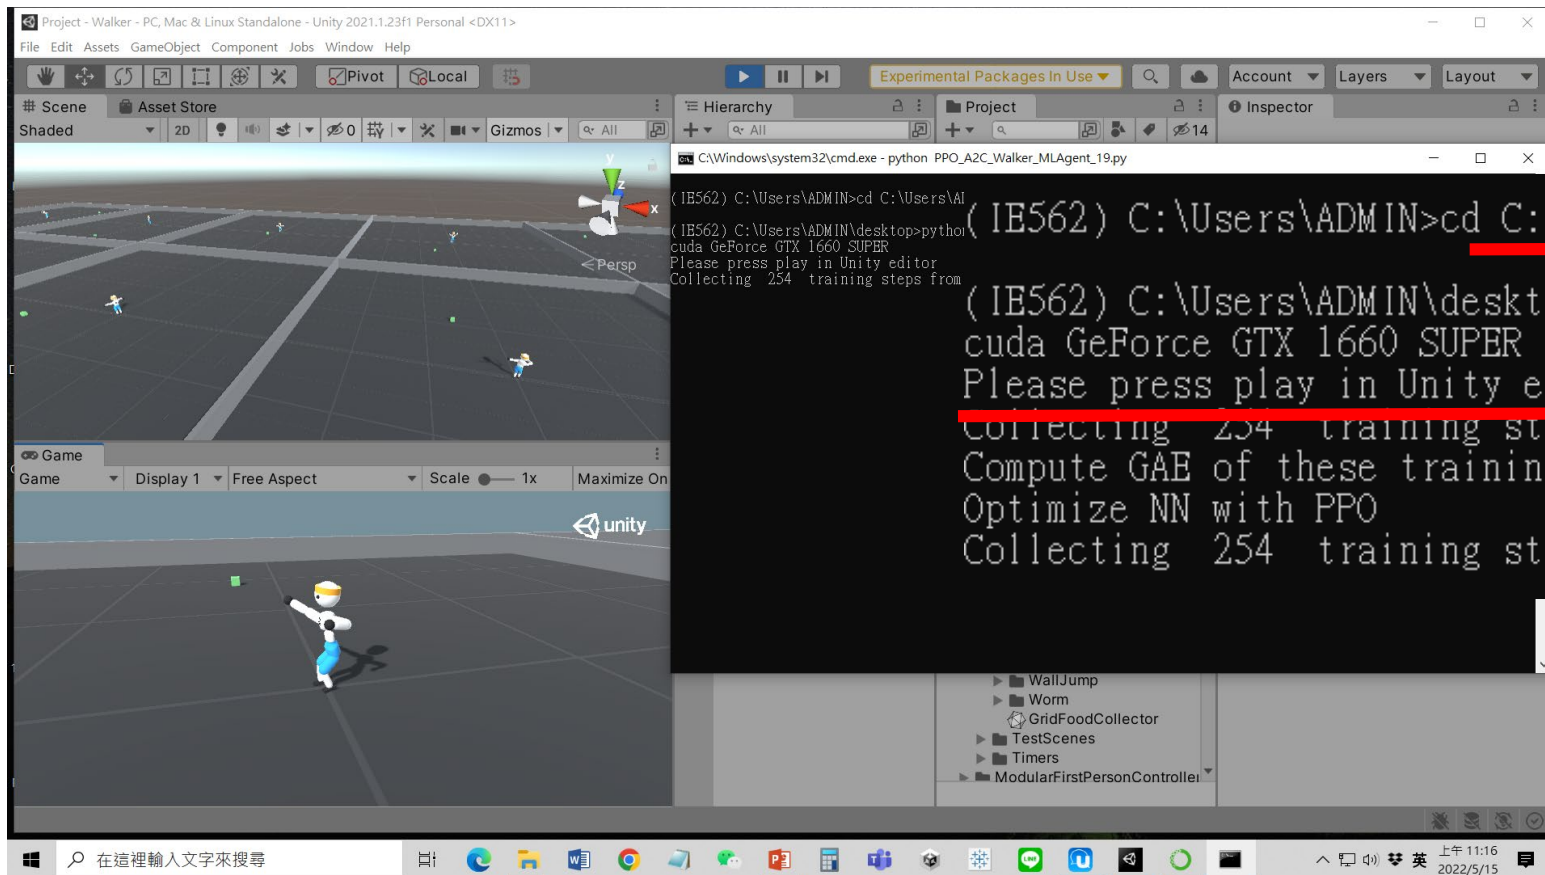 Project - Walker - PC, Mac & Linux Standalone - Unity 2021.1.23f1 Personal <DX11>
File Edit Assets GameObject Component Jobs Window Help
Pivot Local Experimental Packages In Use Account Layers Layout
Scene Asset Store Hierarchy Project Inspector
Shaded 2D 0 Gizmos All All 14
y
z
x
Persp
C:\Windows\system32\cmd.exe - python PPO_A2C_Walker_MLAgent_19.py
(IE562) C:\Users\ADMIN>cd C:\Users\
(IE562) C:\Users\ADMIN\desktop>python
cuda GeForce GTX 1660 SUPER
Please press play in Unity editor
Collecting 254 training steps from
(IE562) C:\Users\ADMIN>cd C:
(IE562) C:\Users\ADMIN\deskt
cuda GeForce GTX 1660 SUPER
Please press play in Unity e
Collecting 254 training st
Compute GAE of these trainin
Optimize NN with PPO
Collecting 254 training st
Game
Game Display 1 Free Aspect Scale 1x Maximize On
unity
WallJump
Worm
GridFoodCollector
TestScenes
Timers
ModularFirstPersonController
在這裡輸入文字來搜尋
英
上午 11:16
2022/5/15